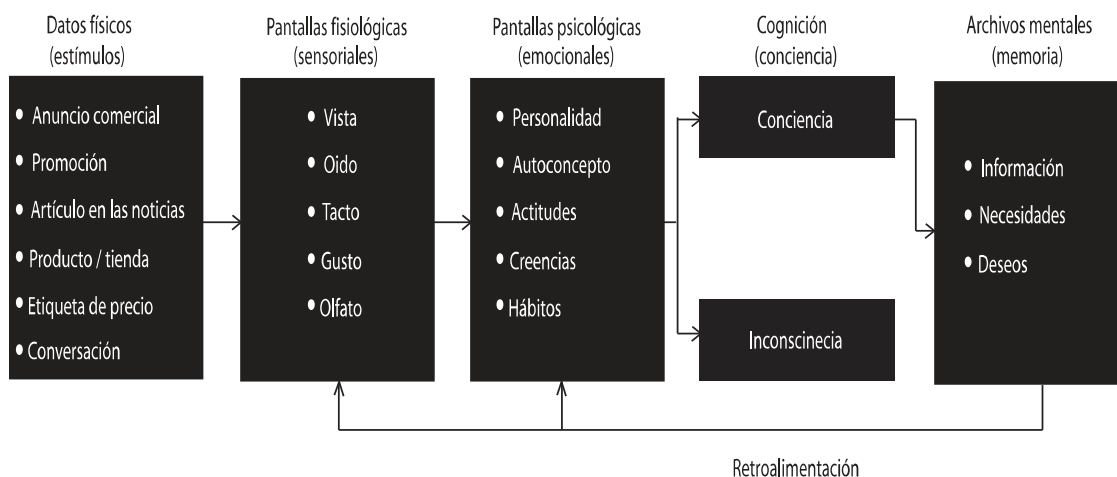 Datos físicos
(estímulos)
Pantallas fisiológicas
(sensoriales)
Pantallas psicológicas
(emocionales)
Cognición
(conciencia)
Archivos mentales
(memoria)
• Anuncio comercial
• Promoción
• Artículo en las noticias
• Producto / tienda
• Etiqueta de precio
• Conversación
• Vista
• Oido
• Tacto
• Gusto
• Olfato
• Personalidad
• Autoconcepto
• Actitudes
• Creencias
• Hábitos
Conciencia
Inconscinecia
• Información
• Necesidades
• Deseos
Retroalimentación